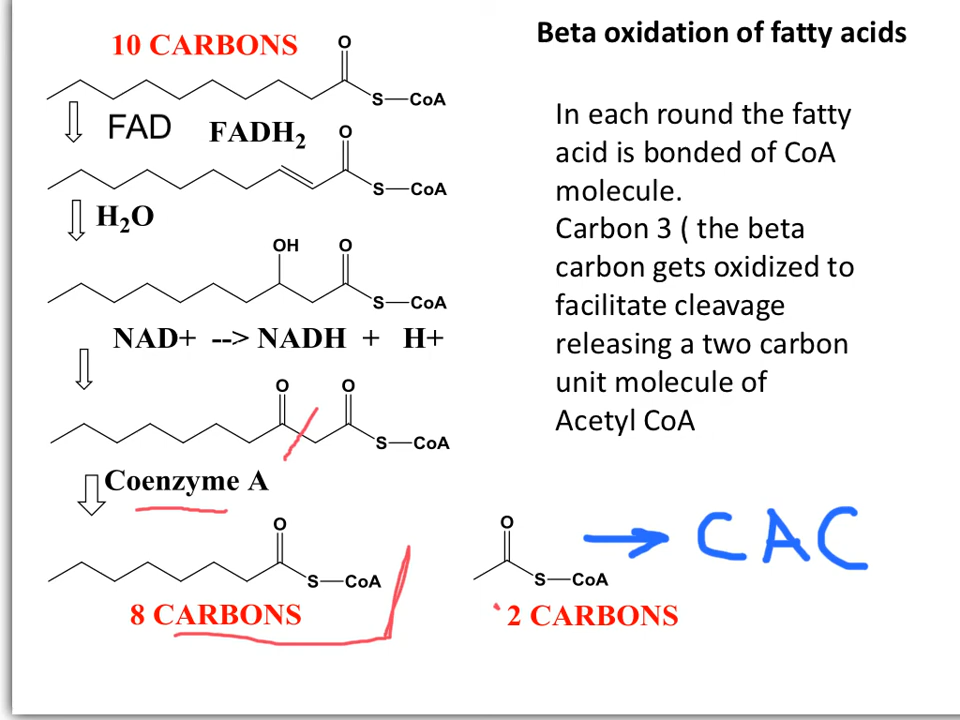 Beta oxidation of fatty acids
10 CARBONS
O
S—CoA
FAD FADH₂
O
S—CoA
H₂O
OH O
S—CoA
NAD+ --> NADH + H+
O O
S—CoA
Coenzyme A
O
S—CoA
8 CARBONS
O
S—CoA
2 CARBONS
In each round the fatty
acid is bonded of CoA
molecule.
Carbon 3 ( the beta
carbon gets oxidized to
facilitate cleavage
releasing a two carbon
unit molecule of
Acetyl CoA
CAC